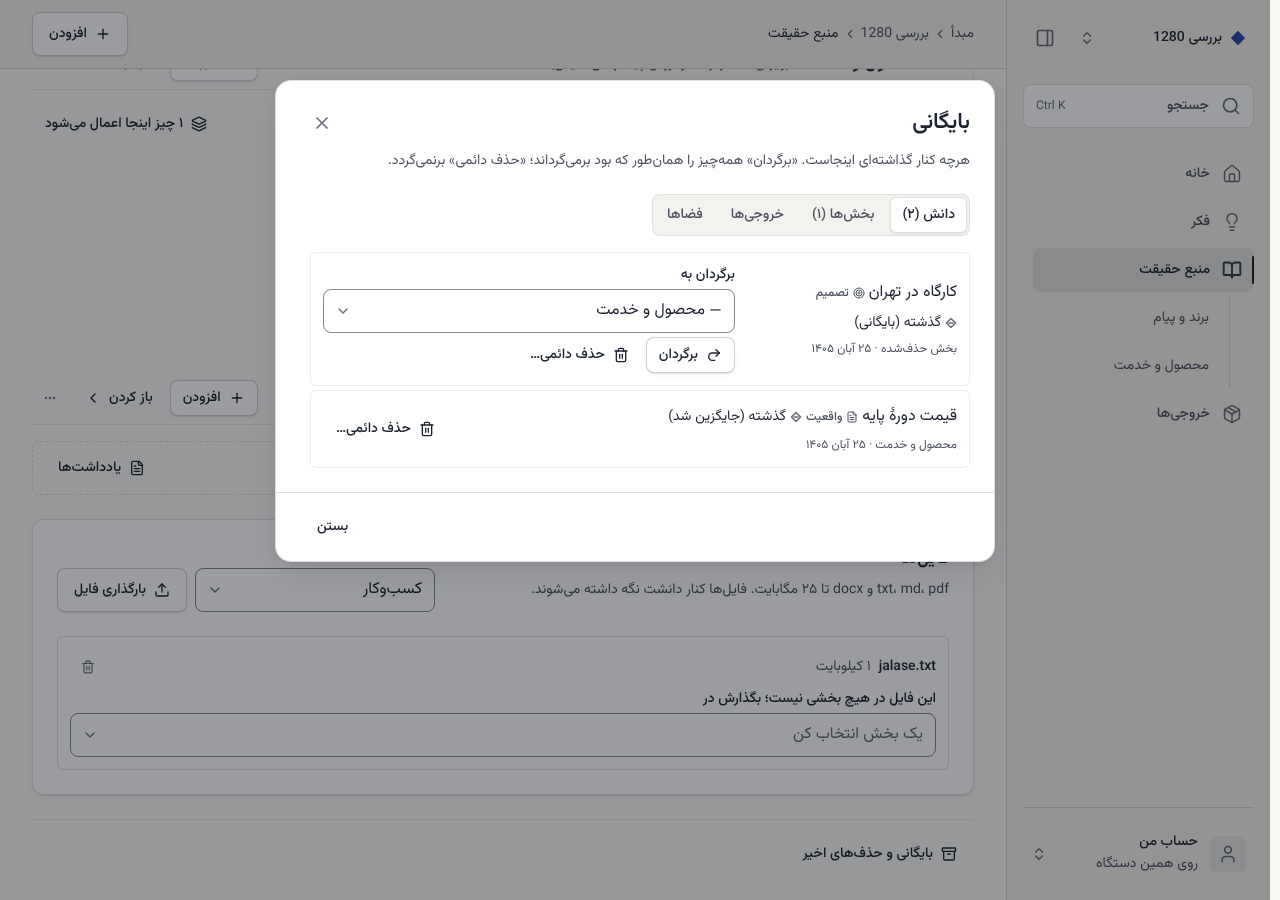 بررسی 1280
جستجو
Ctrl K
خانه
فکر
منبع حقیقت
برند و پیام
محصول و خدمت
خروجی‌ها
حساب من
روی همین دستگاه
مبدأ › بررسی 1280 › منبع حقیقت
افزودن
۱ چیز اینجا اعمال می‌شود
افزودن
باز کردن
یادداشت‌ها
بایگانی
هرچه کنار گذاشته‌ای اینجاست. «برگردان» همه‌چیز را همان‌طور که بود برمی‌گرداند؛ «حذف دائمی» برنمی‌گردد.
دانش (۲)
بخش‌ها (۱)
خروجی‌ها
فضاها
کارگاه در تهران تصمیم
گذشته (بایگانی)
بخش حذف‌شده · ۲۵ آبان ۱۴۰۵
برگردان به
— محصول و خدمت
برگردان
حذف دائمی…
قیمت دورهٔ پایه واقعیت گذشته (جایگزین شد)
محصول و خدمت · ۲۵ آبان ۱۴۰۵
حذف دائمی…
بستن
txt، md، pdf و docx تا ۲۵ مگابایت. فایل‌ها کنار دانشت نگه داشته می‌شوند.
کسب‌وکار
بارگذاری فایل
jalase.txt ۱ کیلوبایت
این فایل در هیچ بخشی نیست؛ بگذارش در
یک بخش انتخاب کن
بایگانی و حذف‌های اخیر